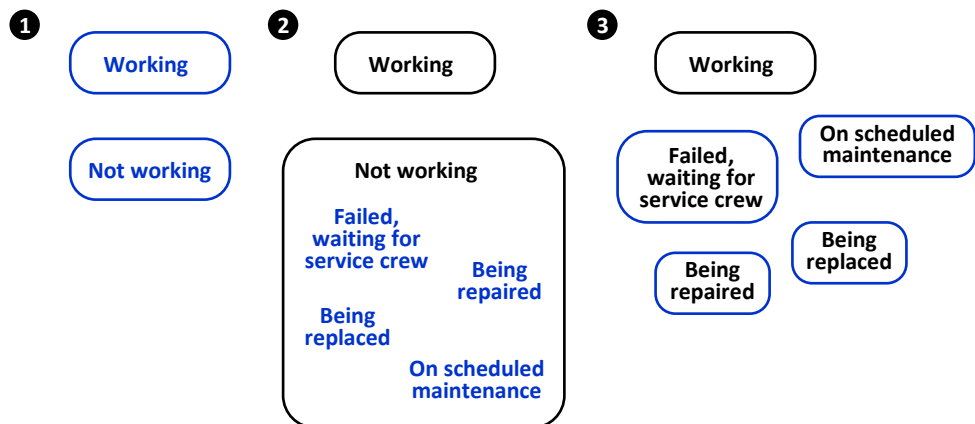 1
Working
Not working
2
Working
Not working
Failed,
waiting for
service crew
Being
repaired
Being
replaced
On scheduled
maintenance
3
Working
On scheduled
maintenance
Failed,
waiting for
service crew
Being
replaced
Being
repaired